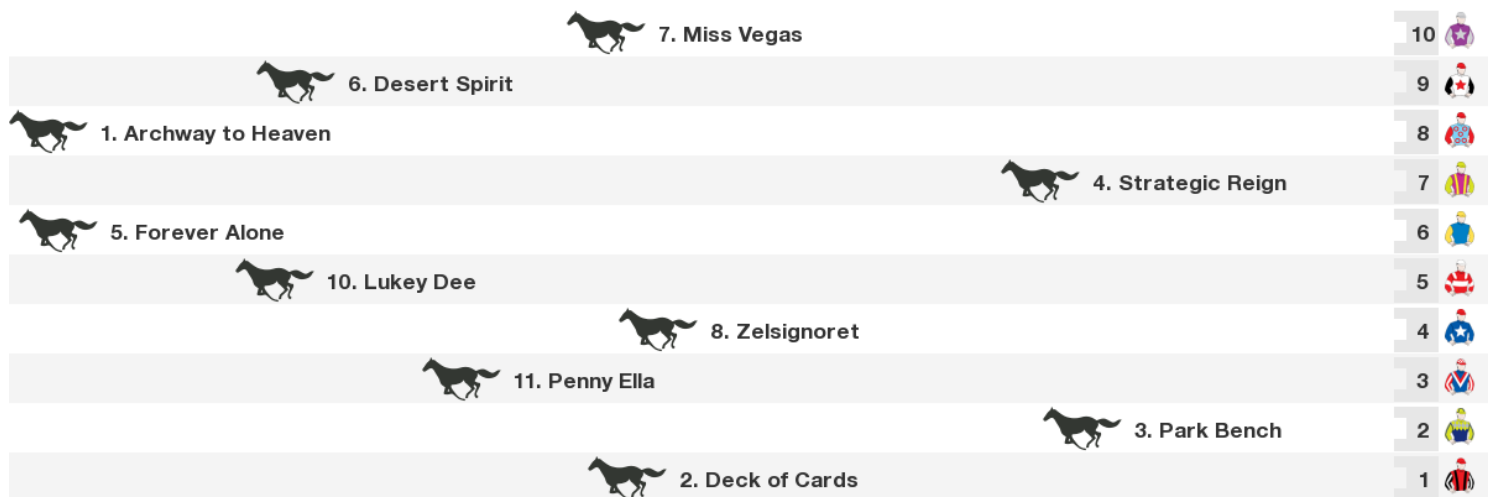 7. Miss Vegas 10
6. Desert Spirit 9
1. Archway to Heaven 8
4. Strategic Reign 7
5. Forever Alone 6
10. Lukey Dee 5
8. Zelsignoret 4
11. Penny Ella 3
3. Park Bench 2
2. Deck of Cards 1